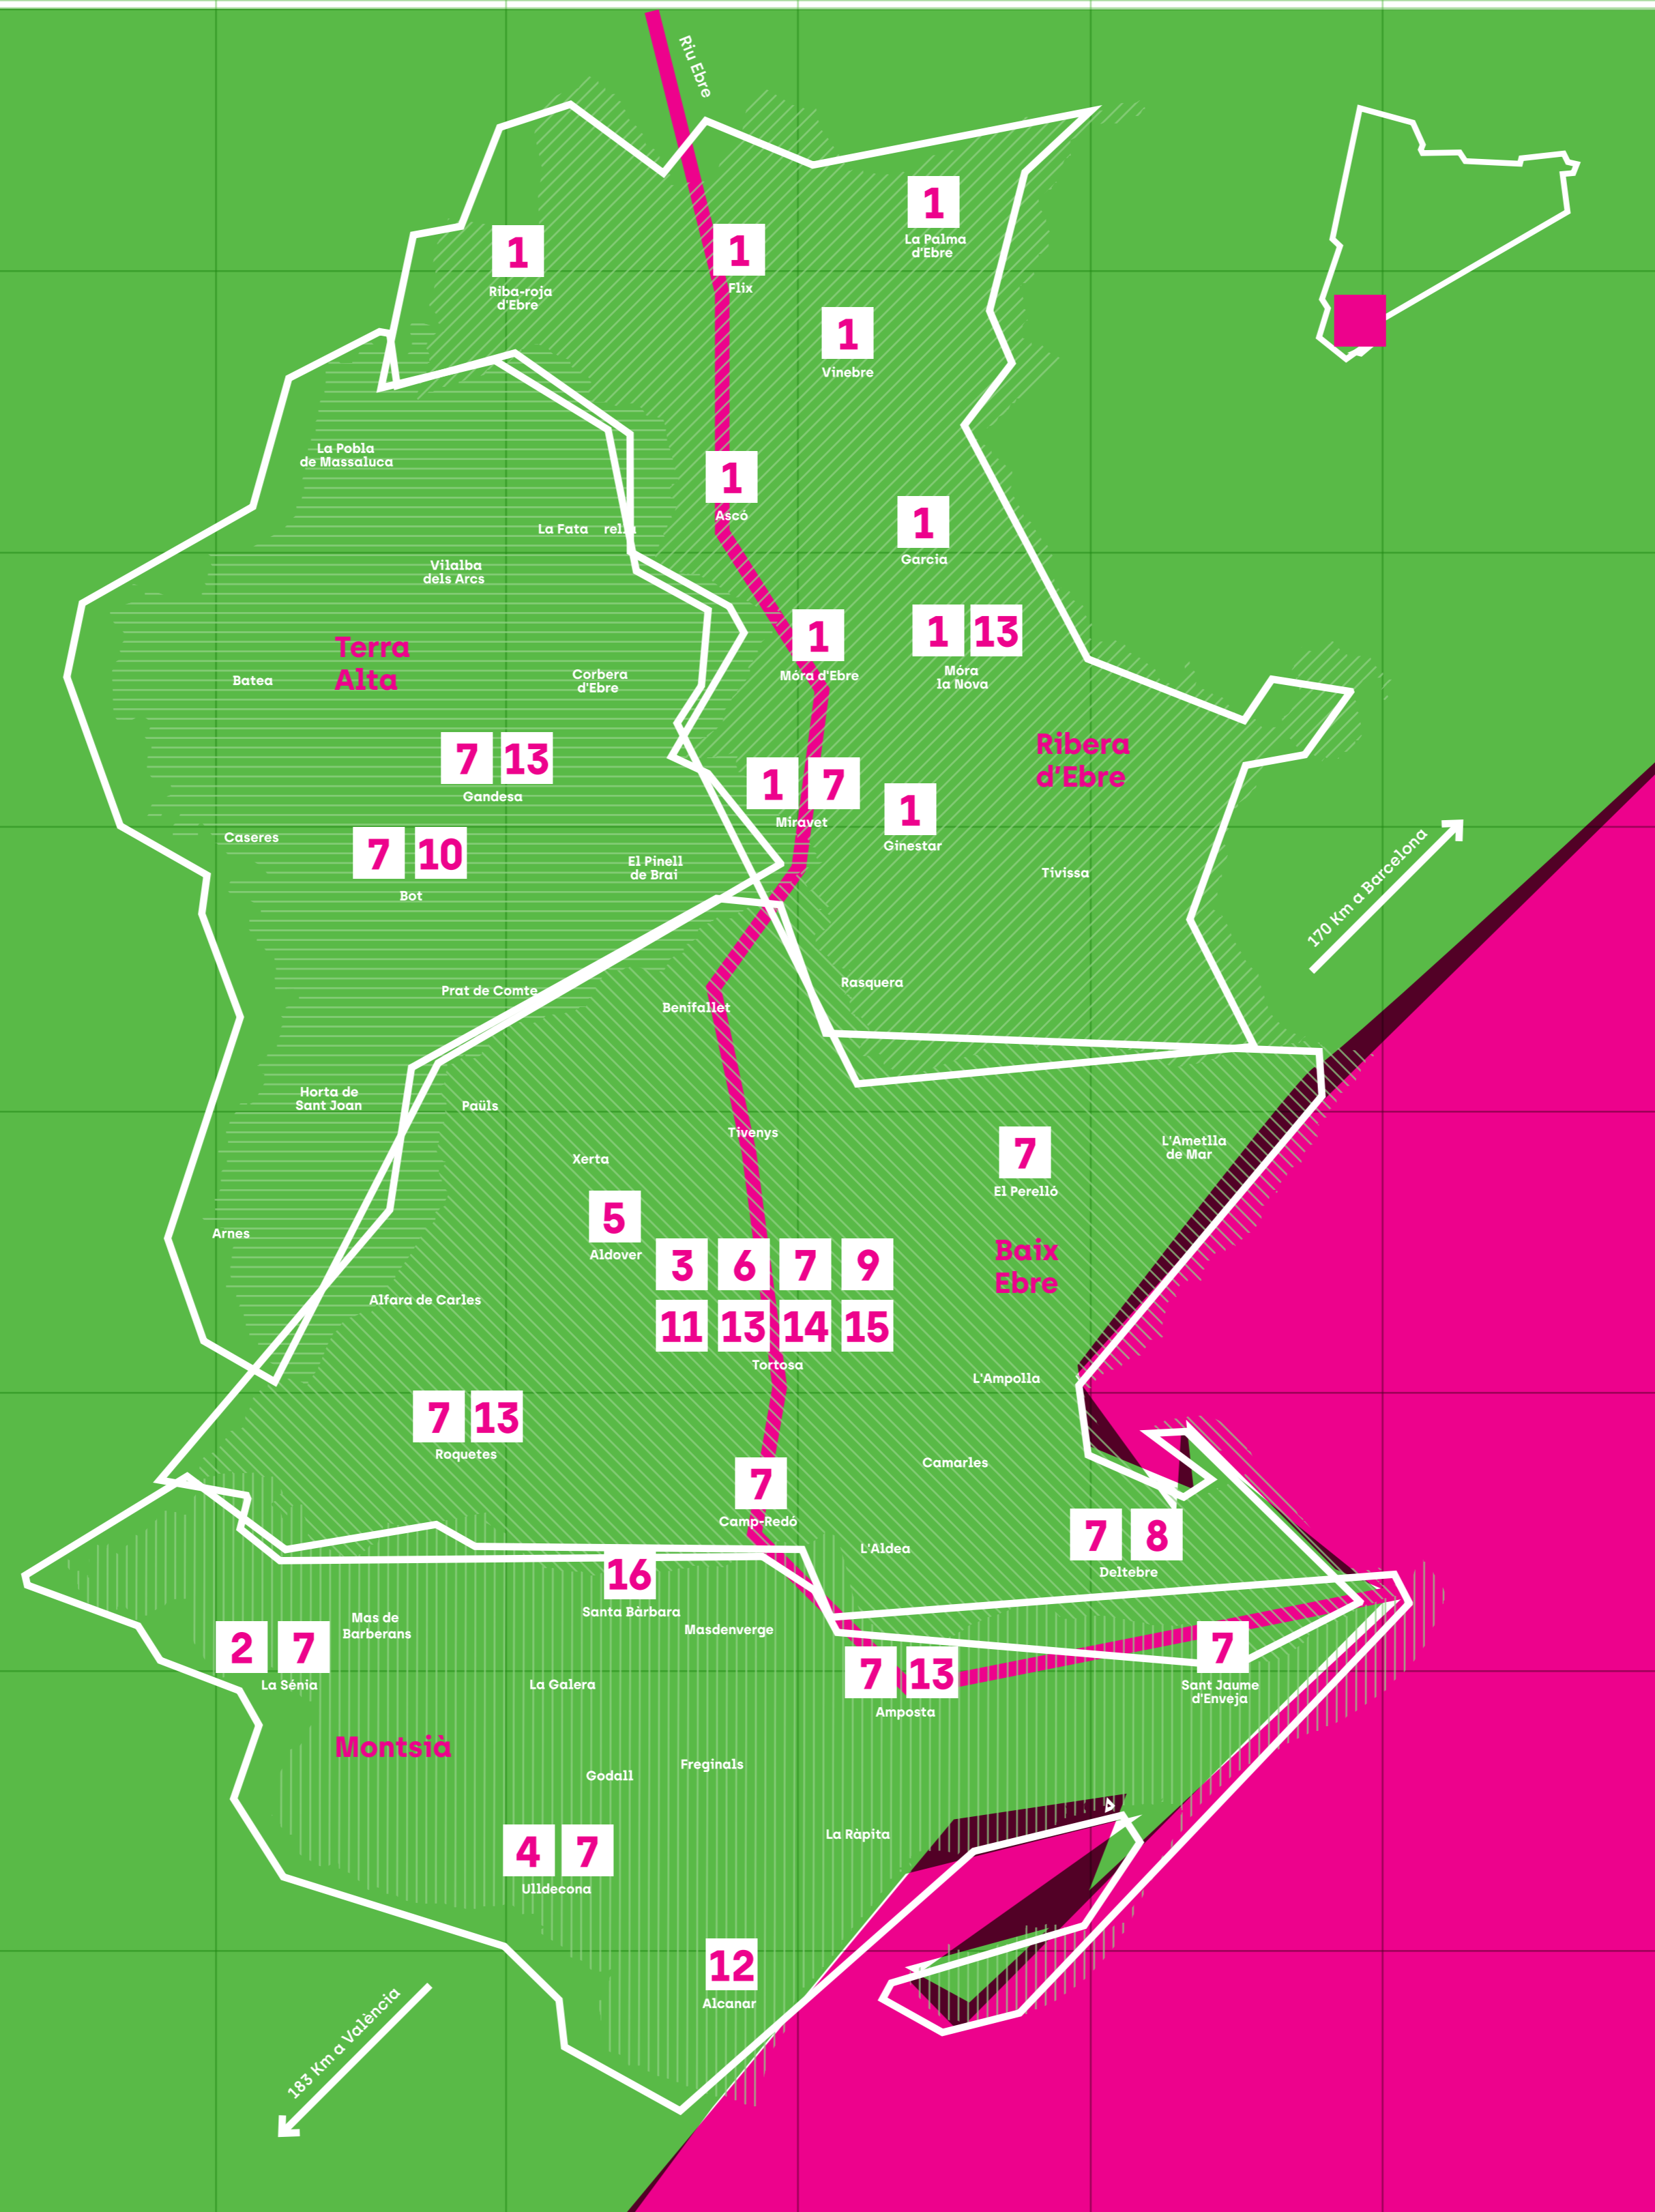 Riu Ebre
1
La Palma
d'Ebre
1
Riba-roja
d'Ebre
1
Flix
1
Vinebre
La Pobla
de Massaluca
1
Ascó
La Fata rella
1
Garcia
Vilalba
dels Arcs
Terra
Alta
Batea
Corbera
d'Ebre
1
Móra d'Ebre
1 13
Móra
la Nova
Ribera
d'Ebre
7 13
Gandesa
1 7
Miravet
1
Ginestar
Caseres
7 10
Bot
El Pinell
de Brai
Tivissa
170 Km a Barcelona
Prat de Comte
Benifallet
Rasquera
Horta de
Sant Joan
Paüls
Tivenys
Xerta
7
El Perelló
L'Ametlla
de Mar
Arnes
5
Aldover
3 6 7 9
11 13 14 15
Tortosa
Baix
Ebre
Alfara de Carles
L'Ampolla
7 13
Roquetes
7
Camp-Redó
Camarles
L'Aldea
7 8
Deltebre
16
Santa Bàrbara
Mas de
Barberans
2 7
La Sénia
Masdenverge
La Galera
7 13
Amposta
7
Sant Jaume
d'Enveja
Montsià
Godall
Freginals
La Ràpita
4 7
Ulldecona
12
Alcanar
183 Km a València